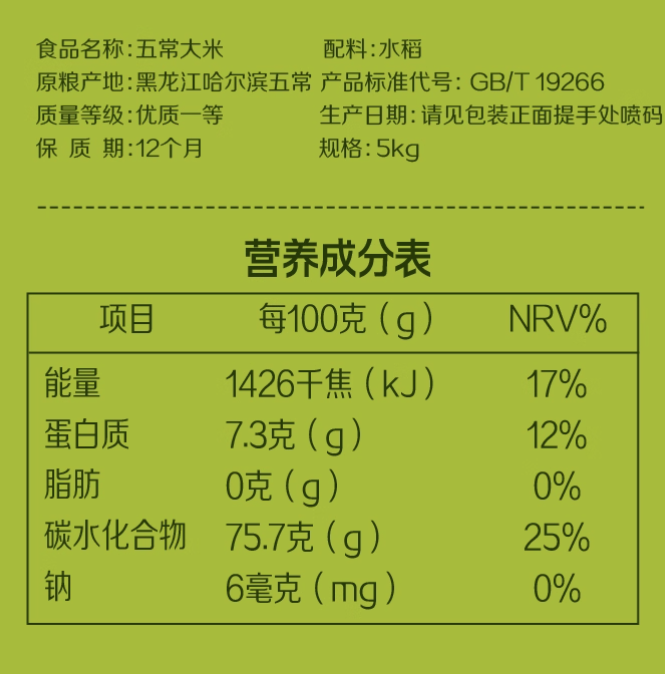 食品名称:五常大米 配料:水稻
原粮产地:黑龙江哈尔滨五常 产品标准代号: GB/T 19266
质量等级:优质一等 生产日期:请见包装正面提手处喷码
保 质 期:12个月 规格:5kg
营养成分表
项目 每100克(g) NRV%
能量 1426千焦(kJ) 17%
蛋白质 7.3克(g) 12%
脂肪 0克(g) 0%
碳水化合物 75.7克(g) 25%
钠 6毫克(mg) 0%